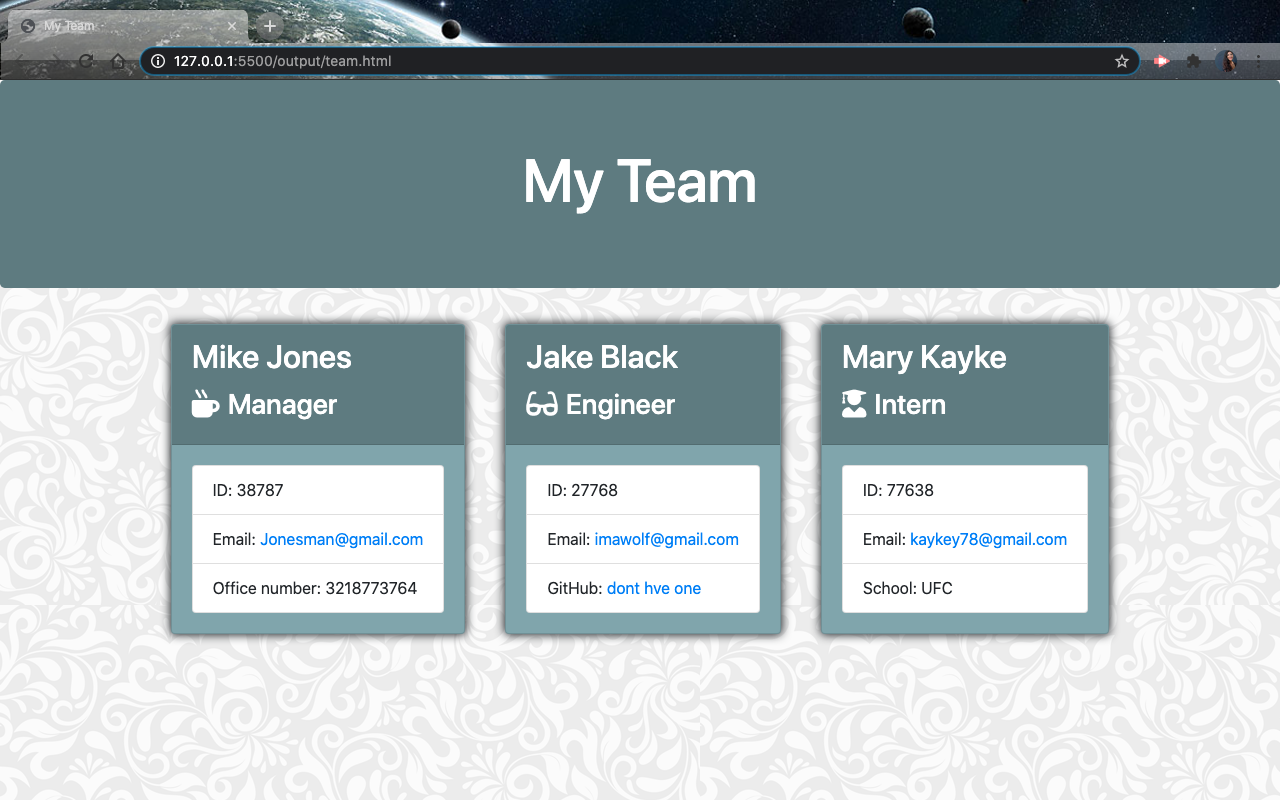 My Team
127.0.0.1:5500/output/team.html
My Team
Mike Jones
Manager
ID: 38787
Email: Jonesman@gmail.com
Office number: 3218773764
Jake Black
Engineer
ID: 27768
Email: imawolf@gmail.com
GitHub: dont hve one
Mary Kayke
Intern
ID: 77638
Email: kaykey78@gmail.com
School: UFC